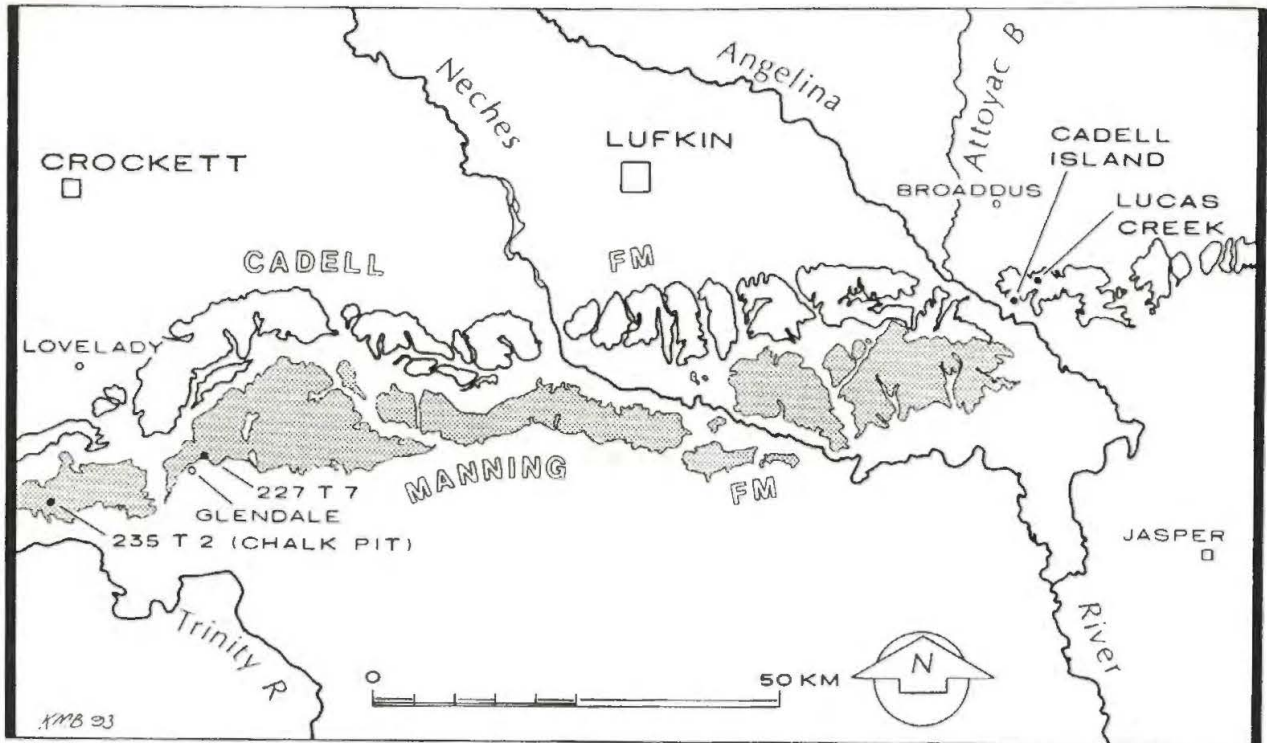 Neches
Angelina
Attoyac B
CROCKETT
LUFKIN
CADELL
ISLAND
BROADDUS
LUCAS
CREEK
CADELL
FM
LOVELADY
MANNING
FM
227 T 7
GLENDALE
235 T 2 (CHALK PIT)
JASPER
Trinity R
River
0
50 KM
N
KMB 93